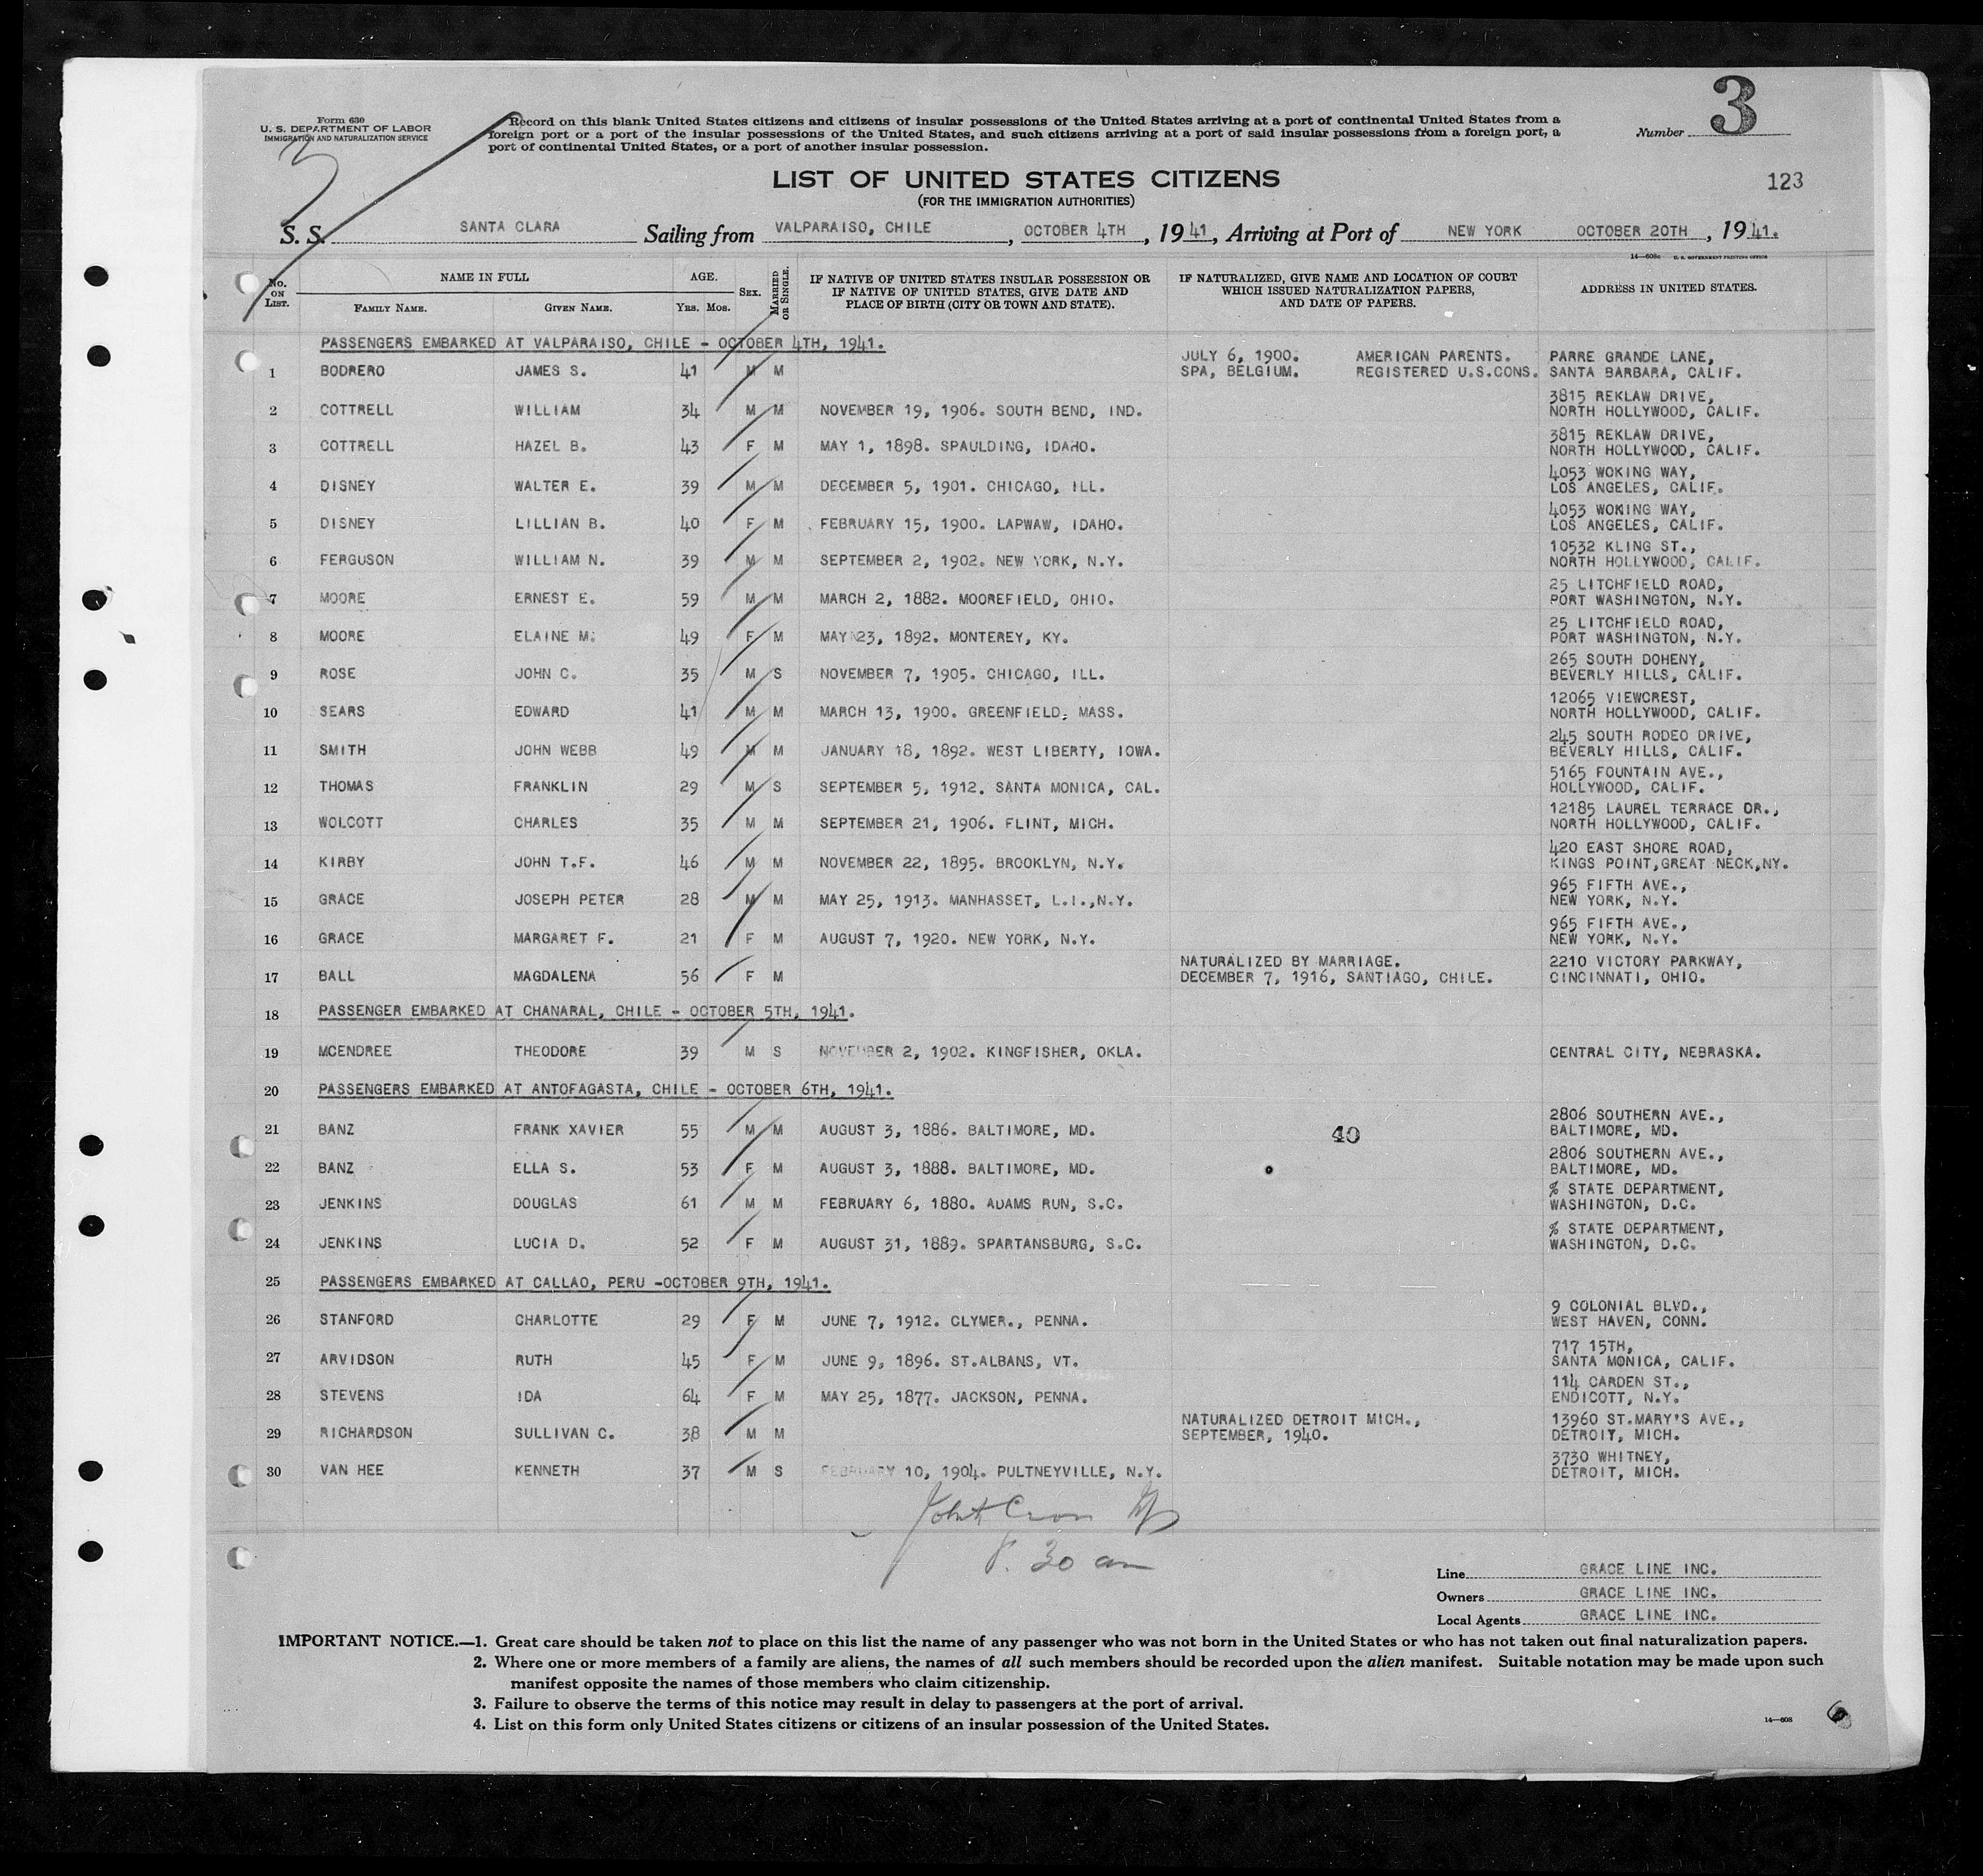 3
Form 630
U. S. DEPARTMENT OF LABOR
IMMIGRATION AND NATURALIZATION SERVICE
3
Record on this blank United States citizens and citizens of insular possessions of the United States arriving at a port of continental United States from a
foreign port or a port of the insular possessions of the United States, and such citizens arriving at a port of said insular possessions from a foreign port, a
port of continental United States, or a port of another insular possession.
Number
LIST OF UNITED STATES CITIZENS
(FOR THE IMMIGRATION AUTHORITIES)
123
S. S. SANTA CLARA Sailing from VALPARAISO, CHILE, OCTOBER 4TH, 1941, Arriving at Port of NEW YORK OCTOBER 20TH, 1941.
14—608c U. S. GOVERNMENT PRINTING OFFICE
No. ON LIST. NAME IN FULL FAMILY NAME. GIVEN NAME. AGE. YRS. MOS. SEX. MARRIED OR SINGLE. IF NATIVE OF UNITED STATES INSULAR POSSESSION OR IF NATIVE OF UNITED STATES, GIVE DATE AND PLACE OF BIRTH (CITY OR TOWN AND STATE). IF NATURALIZED, GIVE NAME AND LOCATION OF COURT WHICH ISSUED NATURALIZATION PAPERS, AND DATE OF PAPERS. ADDRESS IN UNITED STATES.
PASSENGERS EMBARKED AT VALPARAISO, CHILE - OCTOBER 4TH, 1941.
JULY 6, 1900. AMERICAN PARENTS. PARRE GRANDE LANE,
1 BODRERO JAMES S. 41 M M SPA, BELGIUM. REGISTERED U.S.CONS. SANTA BARBARA, CALIF.
3815 REKLAW DRIVE,
2 COTTRELL WILLIAM 34 M M NOVEMBER 19, 1906. SOUTH BEND, IND. NORTH HOLLYWOOD, CALIF.
3815 REKLAW DRIVE,
3 COTTRELL HAZEL B. 43 F M MAY 1, 1898. SPAULDING, IDAHO. NORTH HOLLYWOOD, CALIF.
4053 WOKING WAY,
4 DISNEY WALTER E. 39 M M DECEMBER 5, 1901. CHICAGO, ILL. LOS ANGELES, CALIF.
4053 WOKING WAY,
5 DISNEY LILLIAN B. 40 F M FEBRUARY 15, 1900. LAPWAW, IDAHO. LOS ANGELES, CALIF.
10532 KLING ST.,
6 FERGUSON WILLIAM N. 39 M M SEPTEMBER 2, 1902. NEW YORK, N.Y. NORTH HOLLYWOOD, CALIF.
25 LITCHFIELD ROAD,
7 MOORE ERNEST E. 59 M M MARCH 2, 1882. MOOREFIELD, OHIO. PORT WASHINGTON, N.Y.
25 LITCHFIELD ROAD,
8 MOORE ELAINE M. 49 F M MAY 23, 1892. MONTEREY, KY. PORT WASHINGTON, N.Y.
265 SOUTH DOHENY,
9 ROSE JOHN C. 35 M S NOVEMBER 7, 1905. CHICAGO, ILL. BEVERLY HILLS, CALIF.
12065 VIEWCREST,
10 SEARS EDWARD 41 M M MARCH 13, 1900. GREENFIELD, MASS. NORTH HOLLYWOOD, CALIF.
245 SOUTH RODEO DRIVE,
11 SMITH JOHN WEBB 49 M M JANUARY 18, 1892. WEST LIBERTY, IOWA. BEVERLY HILLS, CALIF.
5165 FOUNTAIN AVE.,
12 THOMAS FRANKLIN 29 M S SEPTEMBER 5, 1912. SANTA MONICA, CAL. HOLLYWOOD, CALIF.
12185 LAUREL TERRACE DR.,
13 WOLCOTT CHARLES 35 M M SEPTEMBER 21, 1906. FLINT, MICH. NORTH HOLLYWOOD, CALIF.
420 EAST SHORE ROAD,
14 KIRBY JOHN T.F. 46 M M NOVEMBER 22, 1895. BROOKLYN, N.Y. KINGS POINT,GREAT NECK,NY.
965 FIFTH AVE.,
15 GRACE JOSEPH PETER 28 M M MAY 25, 1913. MANHASSET, L.I.,N.Y. NEW YORK, N.Y.
965 FIFTH AVE.,
16 GRACE MARGARET F. 21 F M AUGUST 7, 1920. NEW YORK, N.Y. NEW YORK, N.Y.
NATURALIZED BY MARRIAGE. 2210 VICTORY PARKWAY,
17 BALL MAGDALENA 56 F M DECEMBER 7, 1916, SANTIAGO, CHILE. CINCINNATI, OHIO.
18 PASSENGER EMBARKED AT CHANARAL, CHILE - OCTOBER 5TH, 1941.
19 MCENDREE THEODORE 39 M S NOVEMBER 2, 1902. KINGFISHER, OKLA. CENTRAL CITY, NEBRASKA.
20 PASSENGERS EMBARKED AT ANTOFAGASTA, CHILE - OCTOBER 6TH, 1941.
2806 SOUTHERN AVE.,
21 BANZ FRANK XAVIER 55 M M AUGUST 3, 1886. BALTIMORE, MD. 40 BALTIMORE, MD.
2806 SOUTHERN AVE.,
22 BANZ ELLA S. 53 F M AUGUST 3, 1888. BALTIMORE, MD. BALTIMORE, MD.
% STATE DEPARTMENT,
23 JENKINS DOUGLAS 61 M M FEBRUARY 6, 1880. ADAMS RUN, S.C. WASHINGTON, D.C.
% STATE DEPARTMENT,
24 JENKINS LUCIA D. 52 F M AUGUST 31, 1889. SPARTANSBURG, S.C. WASHINGTON, D.C.
25 PASSENGERS EMBARKED AT CALLAO, PERU -OCTOBER 9TH, 1941.
9 COLONIAL BLVD.,
26 STANFORD CHARLOTTE 29 F M JUNE 7, 1912. CLYMER., PENNA. WEST HAVEN, CONN.
717 15TH,
27 ARVIDSON RUTH 45 F M JUNE 9, 1896. ST.ALBANS, VT. SANTA MONICA, CALIF.
114 CARDEN ST.,
28 STEVENS IDA 64 F M MAY 25, 1877. JACKSON, PENNA. ENDICOTT, N.Y.
NATURALIZED DETROIT MICH., 13960 ST.MARY'S AVE.,
29 RICHARDSON SULLIVAN C. 38 M M SEPTEMBER, 1940. DETROIT, MICH.
3730 WHITNEY,
30 VAN HEE KENNETH 37 M S FEBRUARY 10, 1904. PULTNEYVILLE, N.Y. DETROIT, MICH.
30 am
Line GRACE LINE INC.
Owners GRACE LINE INC.
Local Agents GRACE LINE INC.
IMPORTANT NOTICE.—1. Great care should be taken not to place on this list the name of any passenger who was not born in the United States or who has not taken out final naturalization papers.
2. Where one or more members of a family are aliens, the names of all such members should be recorded upon the alien manifest. Suitable notation may be made upon such
manifest opposite the names of those members who claim citizenship.
3. Failure to observe the terms of this notice may result in delay to passengers at the port of arrival.
4. List on this form only United States citizens or citizens of an insular possession of the United States.
14—608